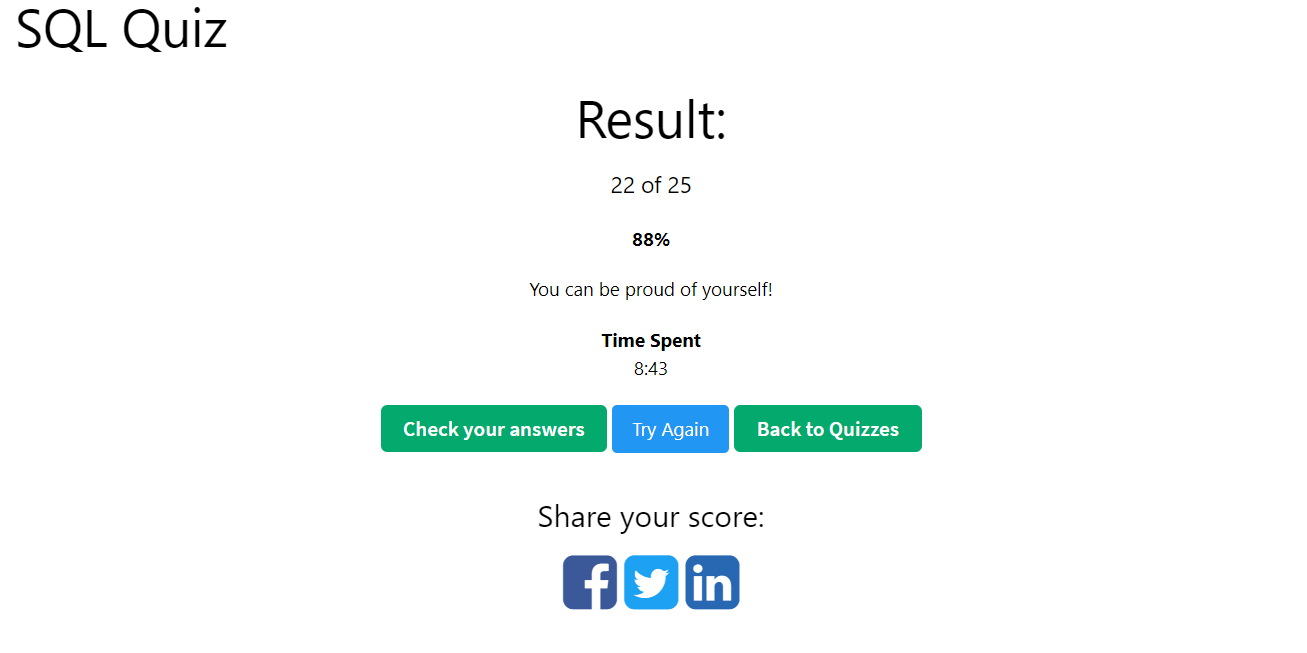 SQL Quiz
Result:
22 of 25
88%
You can be proud of yourself!
Time Spent
8:43
Check your answers Try Again Back to Quizzes
Share your score:
f in